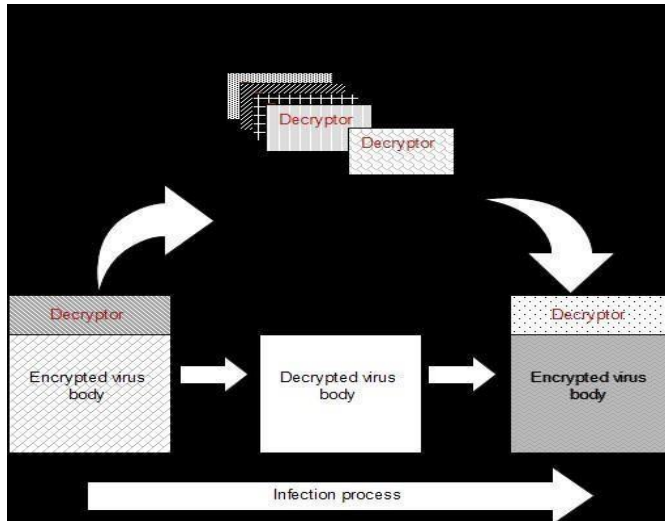 Decryptor
Decryptor
Decryptor
Encrypted virus
body
Decrypted virus
body
Decryptor
Encrypted virus
body
Infection process